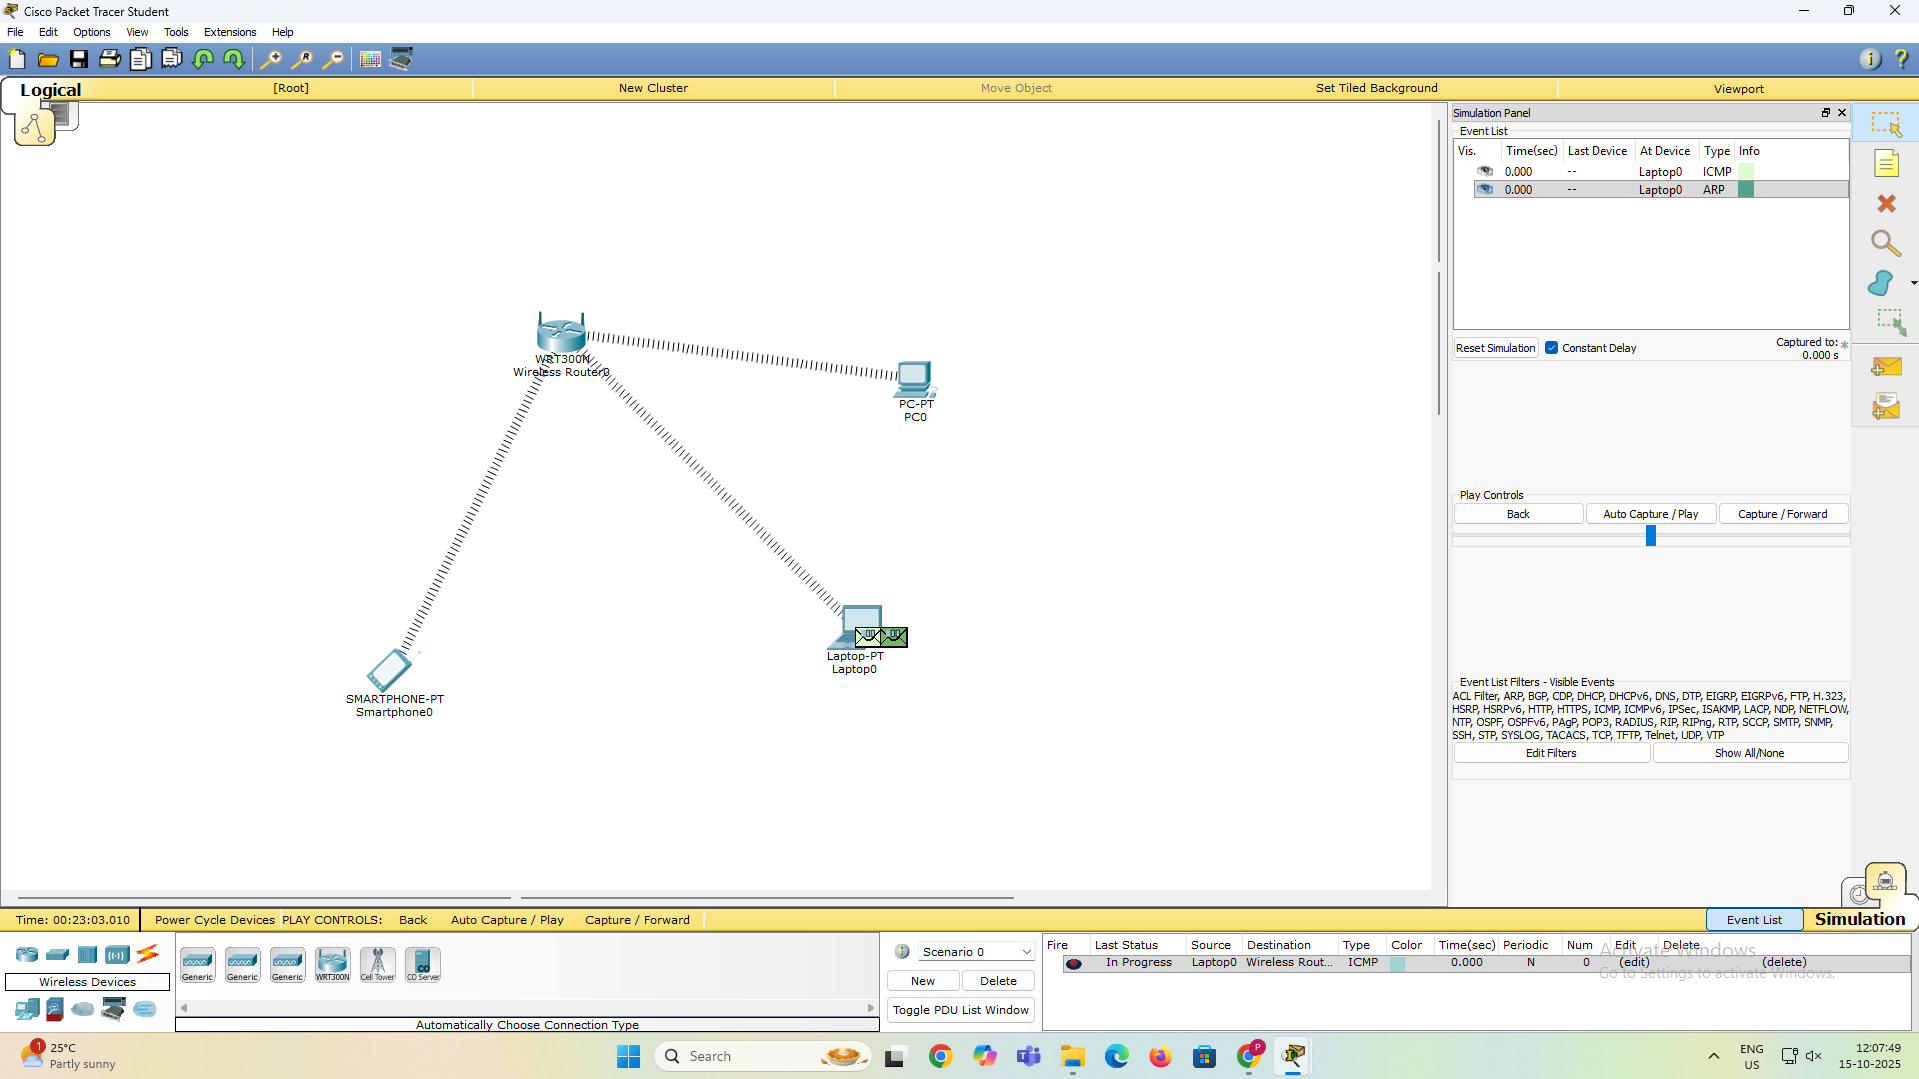 Cisco Packet Tracer Student
File Edit Options View Tools Extensions Help
Logical [Root] New Cluster Move Object Set Tiled Background Viewport
Simulation Panel
Event List
Vis. Time(sec) Last Device At Device Type Info
0.000 -- Laptop0 ICMP
0.000 -- Laptop0 ARP
Reset Simulation Constant Delay Captured to: *
0.000 s
WRT300N
Wireless Router0
PC-PT
PC0
Laptop-PT
Laptop0
SMARTPHONE-PT
Smartphone0
Play Controls
Back Auto Capture / Play Capture / Forward
Event List Filters - Visible Events
ACL Filter, ARP, BGP, CDP, DHCP, DHCPv6, DNS, DTP, EIGRP, EIGRPv6, FTP, H.323,
HSRP, HSRPv6, HTTP, HTTPS, ICMP, ICMPv6, IPSec, ISAKMP, LACP, NDP, NETFLOW,
NTP, OSPF, OSPFv6, PAgP, POP3, RADIUS, RIP, RIPng, RTP, SCCP, SMTP, SNMP,
SSH, STP, SYSLOG, TACACS, TCP, TFTP, Telnet, UDP, VTP
Edit Filters Show All/None
Time: 00:23:03.010 Power Cycle Devices PLAY CONTROLS: Back Auto Capture / Play Capture / Forward Event List Simulation
Wireless Devices
Generic Generic Generic WRT300N Cell Tower CO Server
Automatically Choose Connection Type
Scenario 0
New Delete
Toggle PDU List Window
Fire Last Status Source Destination Type Color Time(sec) Periodic Num Edit Delete
In Progress Laptop0 Wireless Rout... ICMP 0.000 N 0 (edit) (delete)
Activate Windows
Go to Settings to activate Windows.
1
25°C
Partly sunny
Search
P
ENG
US
12:07:49
15-10-2025